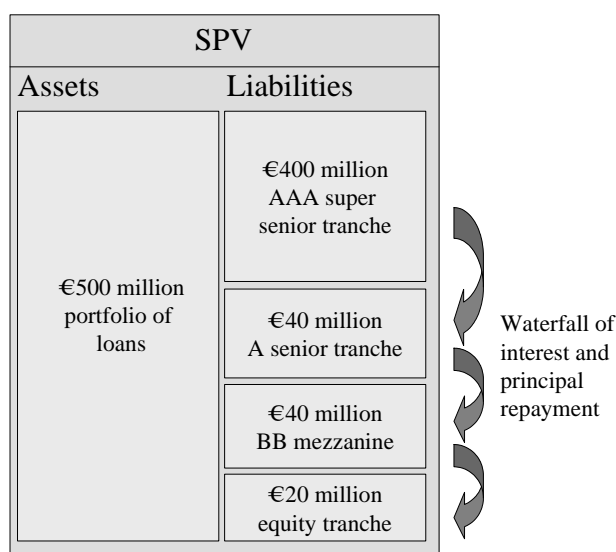 SPV
Assets
Liabilities
€500 million
portfolio of
loans
€400 million
AAA super
senior tranche
€40 million
A senior tranche
€40 million
BB mezzanine
€20 million
equity tranche
Waterfall of
interest and
principal
repayment